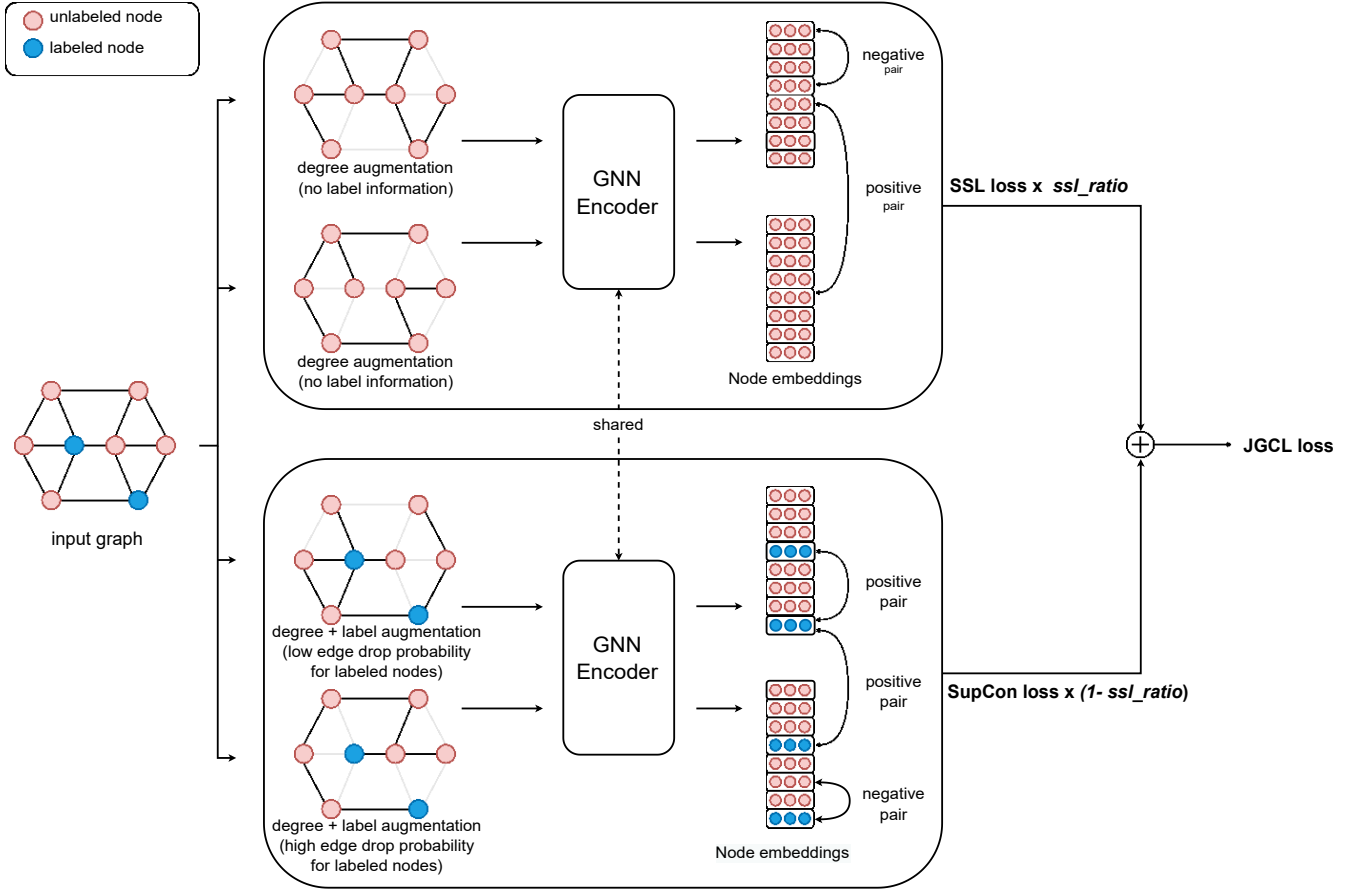 unlabeled node
labeled node
degree augmentation
(no label information)
GNN
Encoder
negative
pair
positive
pair
degree augmentation
(no label information)
Node embeddings
SSL loss x ssl_ratio
shared
input graph
JGCL loss
degree + label augmentation
(low edge drop probability
for labeled nodes)
GNN
Encoder
positive
pair
positive
pair
negative
pair
degree + label augmentation
(high edge drop probability
for labeled nodes)
Node embeddings
SupCon loss x (1- ssl_ratio)